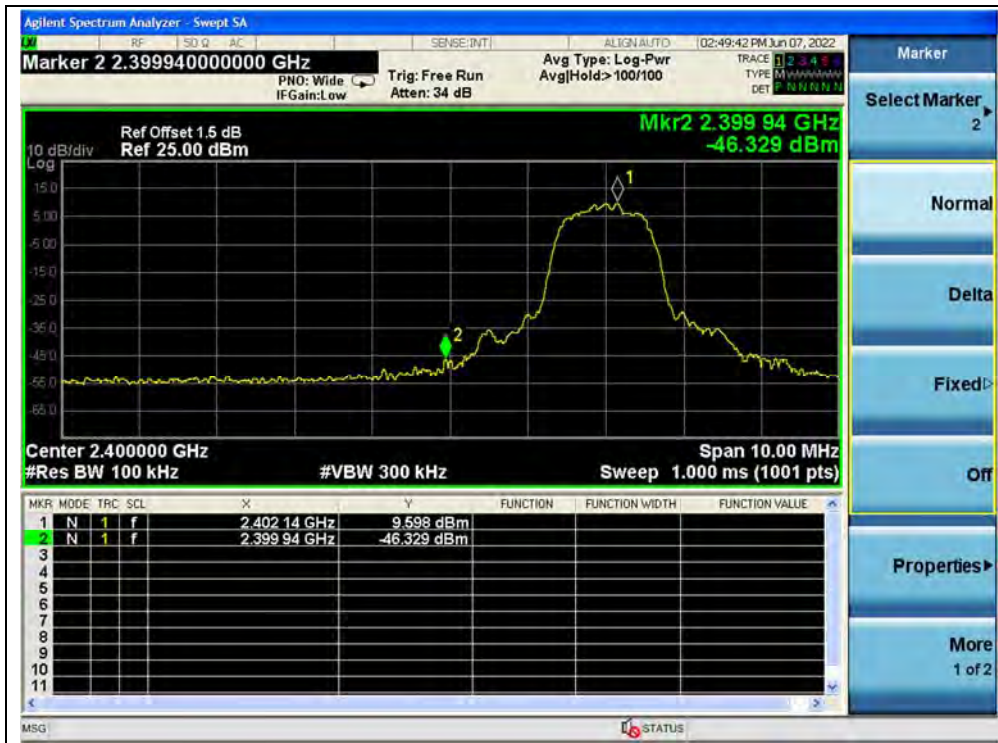 Agilent Spectrum Analyzer - Swept SA
LXI RF 50 Ω AC SENSE:INT ALIGN AUTO 02:49:42 PM Jun 07, 2022
Marker 2 2.399940000000 GHz
PNO: Wide Trig: Free Run Avg Type: Log-Pwr TRACE 1 2 3 4 5 6
IFGain:Low Atten: 34 dB Avg|Hold:>100/100 TYPE M
DET P N N N N N
Marker
Select Marker
2
Mkr2 2.399 94 GHz
Ref Offset 1.5 dB
10 dB/div Ref 25.00 dBm -46.329 dBm
Log
15.0
5.00
-5.00
-15.0
-25.0
-35.0
-45.0
-55.0
-65.0
1
2
Center 2.400000 GHz Span 10.00 MHz
#Res BW 100 kHz #VBW 300 kHz Sweep 1.000 ms (1001 pts)
MKR MODE TRC SCL X Y FUNCTION FUNCTION WIDTH FUNCTION VALUE
1 N 1 f 2.402 14 GHz 9.598 dBm
2 N 1 f 2.399 94 GHz -46.329 dBm
3
4
5
6
7
8
9
10
11
Normal
Delta
Fixed
Off
Properties
More
1 of 2
MSG STATUS